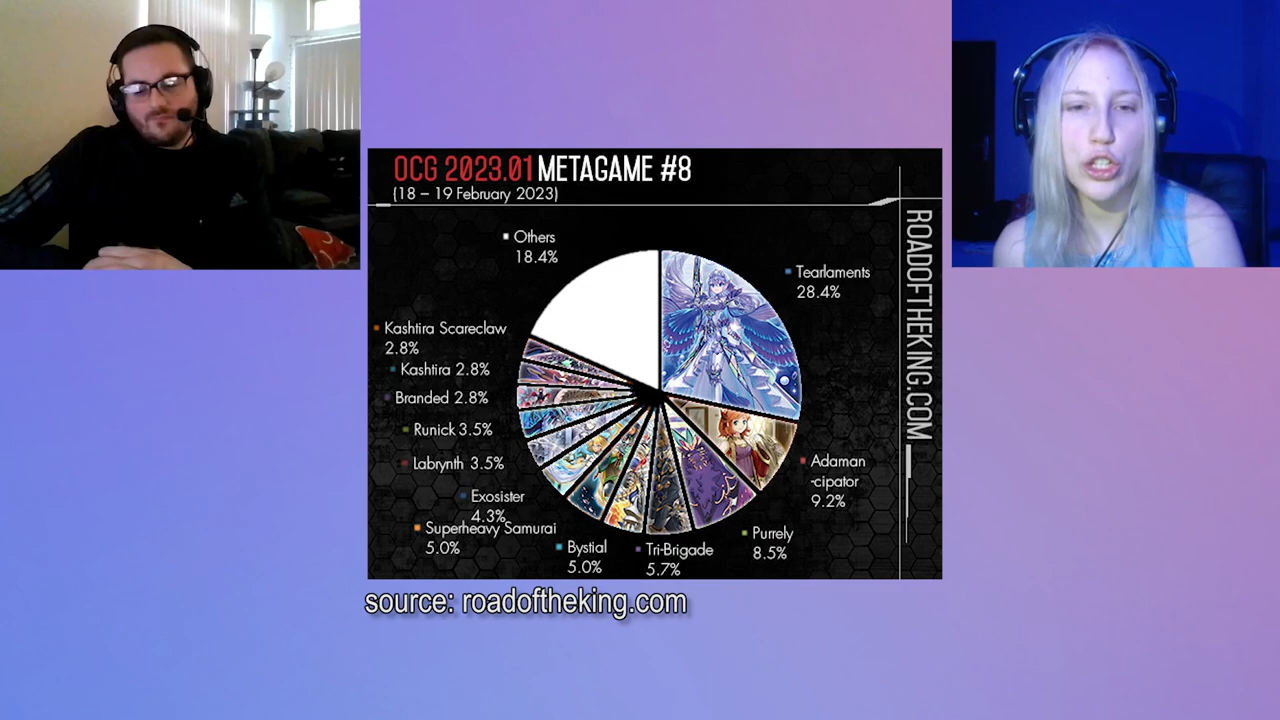 OCG 2023.01 METAGAME #8
(18 – 19 February 2023)
ROADOFTHEKING.COM
Others
18.4%
Tearlaments
28.4%
Kashtira Scareclaw
2.8%
Kashtira 2.8%
Branded 2.8%
Runick 3.5%
Labrynth 3.5%
Exosister
4.3%
Superheavy Samurai
5.0%
Bystial
5.0%
Tri-Brigade
5.7%
Purrely
8.5%
Adaman
-cipator
9.2%
source: roadoftheking.com